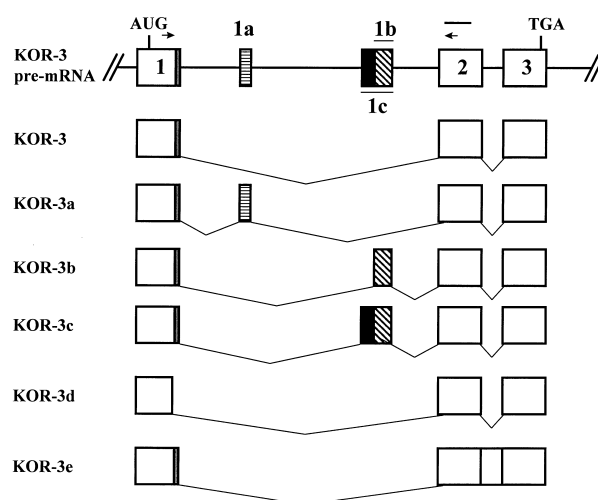 AUG
TGA
1a
1b
KOR-3
pre-mRNA
1
2
3
1c
KOR-3
KOR-3a
KOR-3b
KOR-3c
KOR-3d
KOR-3e